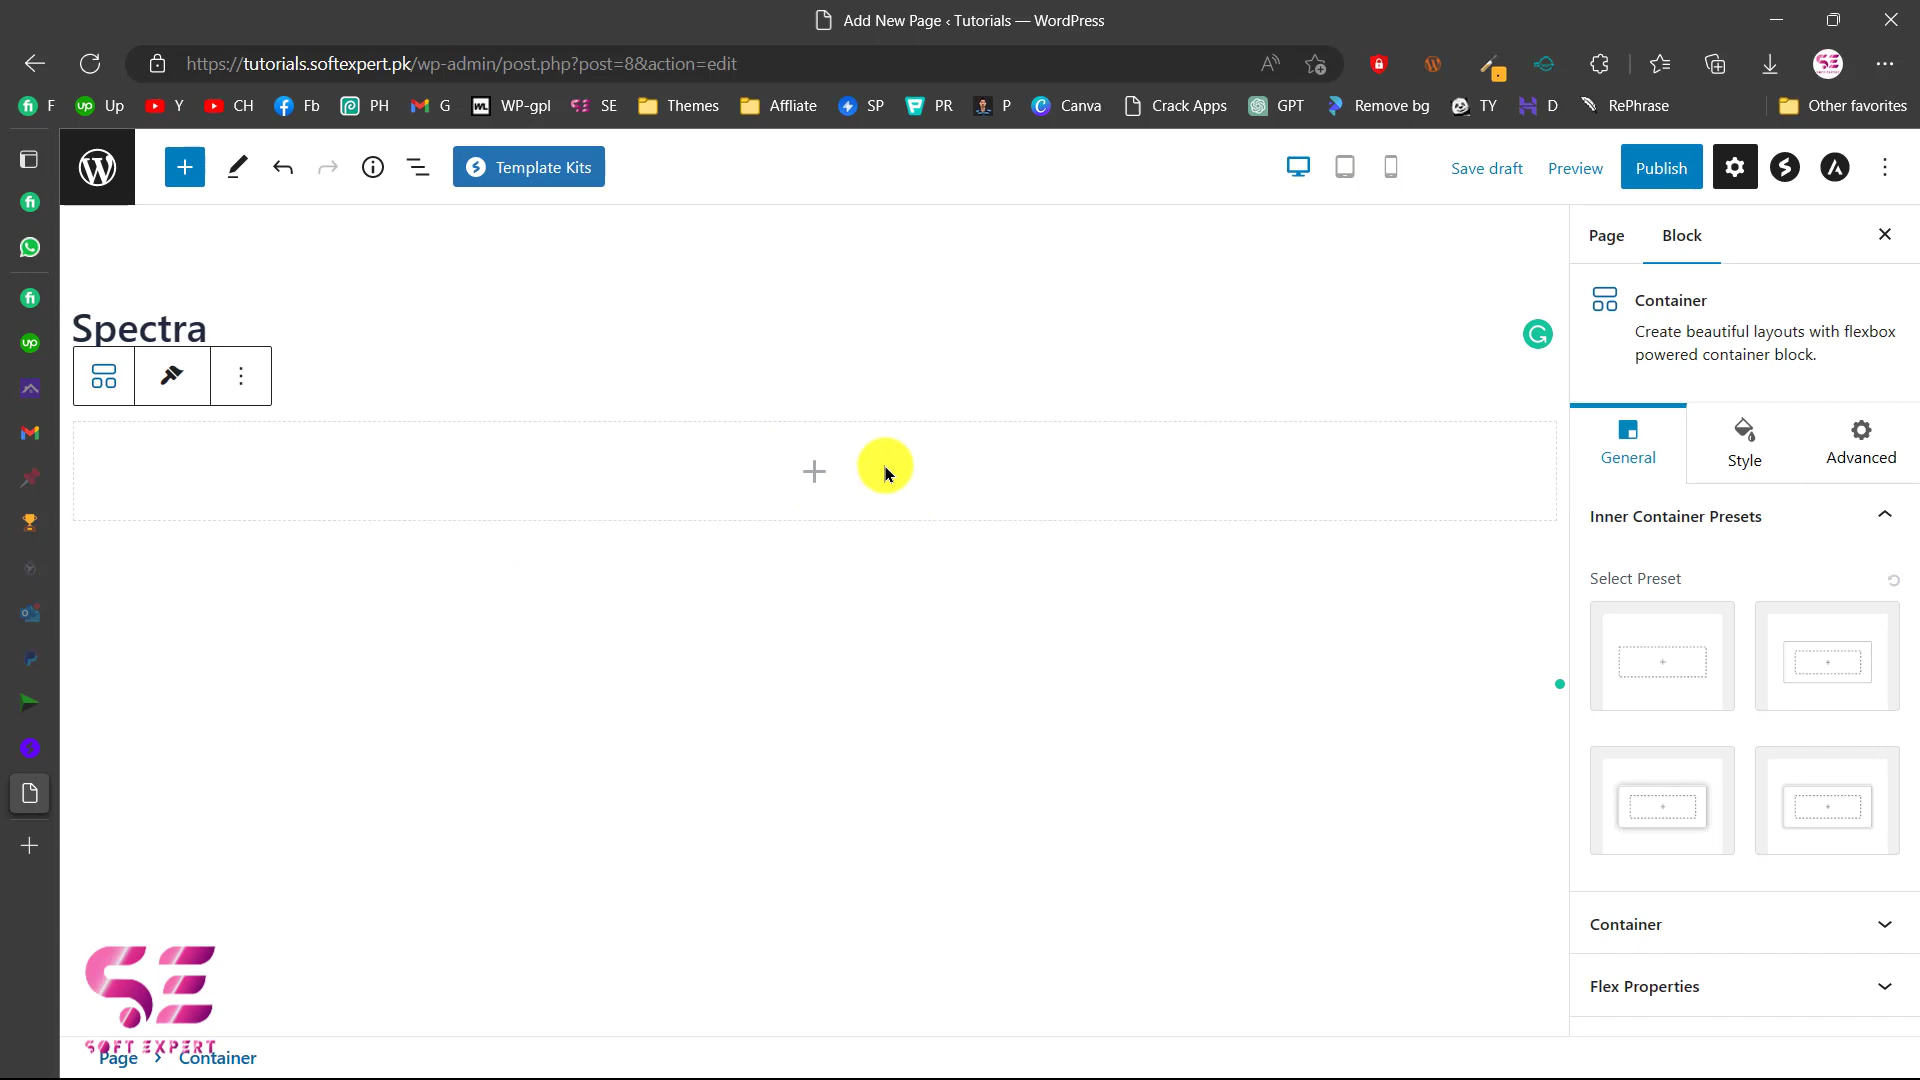 Add New Page ‹ Tutorials — WordPress
https://tutorials.softexpert.pk/wp-admin/post.php?post=8&action=edit
F Up Y CH Fb PH G WP-gpl SE Themes Affliate SP PR P Canva Crack Apps GPT Remove bg TY D RePhrase Other favorites
Template Kits Save draft Preview Publish
Page Block
Container
Create beautiful layouts with flexbox
powered container block.
Spectra
General Style Advanced
Inner Container Presets
Select Preset
Container
Flex Properties
SE
SOFT EXPERT
Page › Container